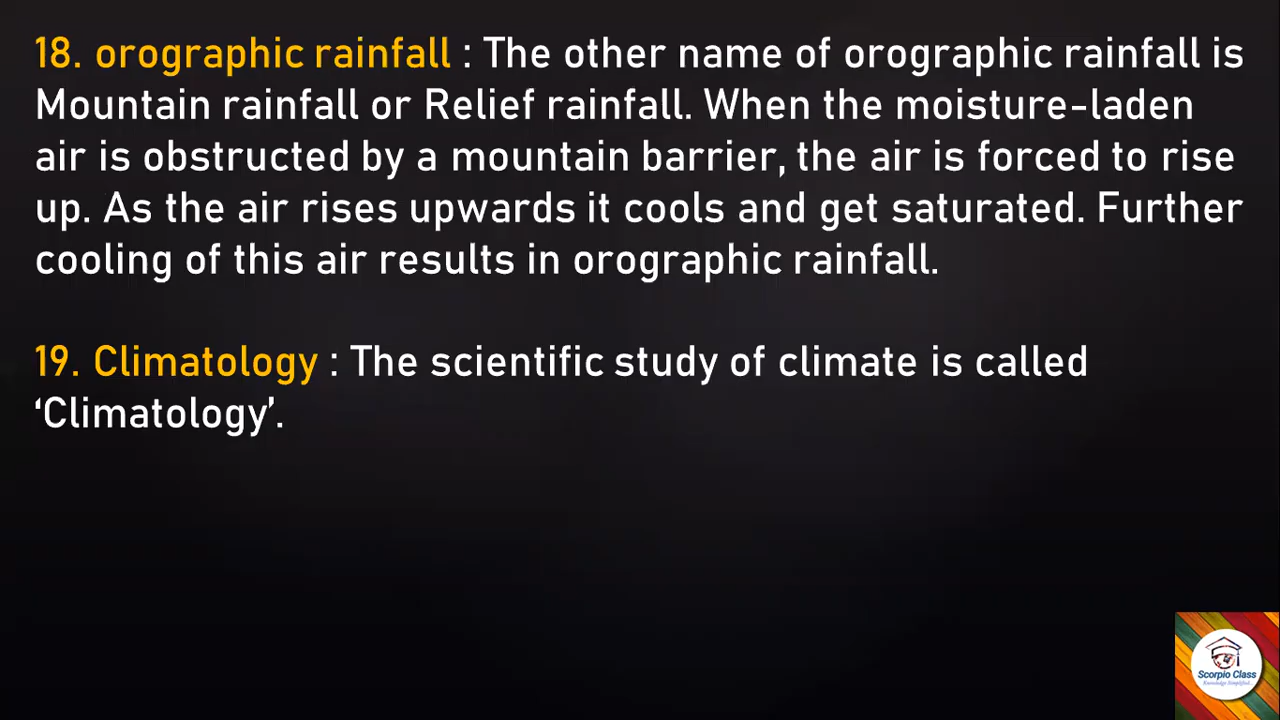 18. orographic rainfall : The other name of orographic rainfall is
Mountain rainfall or Relief rainfall. When the moisture-laden
air is obstructed by a mountain barrier, the air is forced to rise
up. As the air rises upwards it cools and get saturated. Further
cooling of this air results in orographic rainfall.
19. Climatology : The scientific study of climate is called
‘Climatology’.
Scorpio Class
Knowledge Simplified